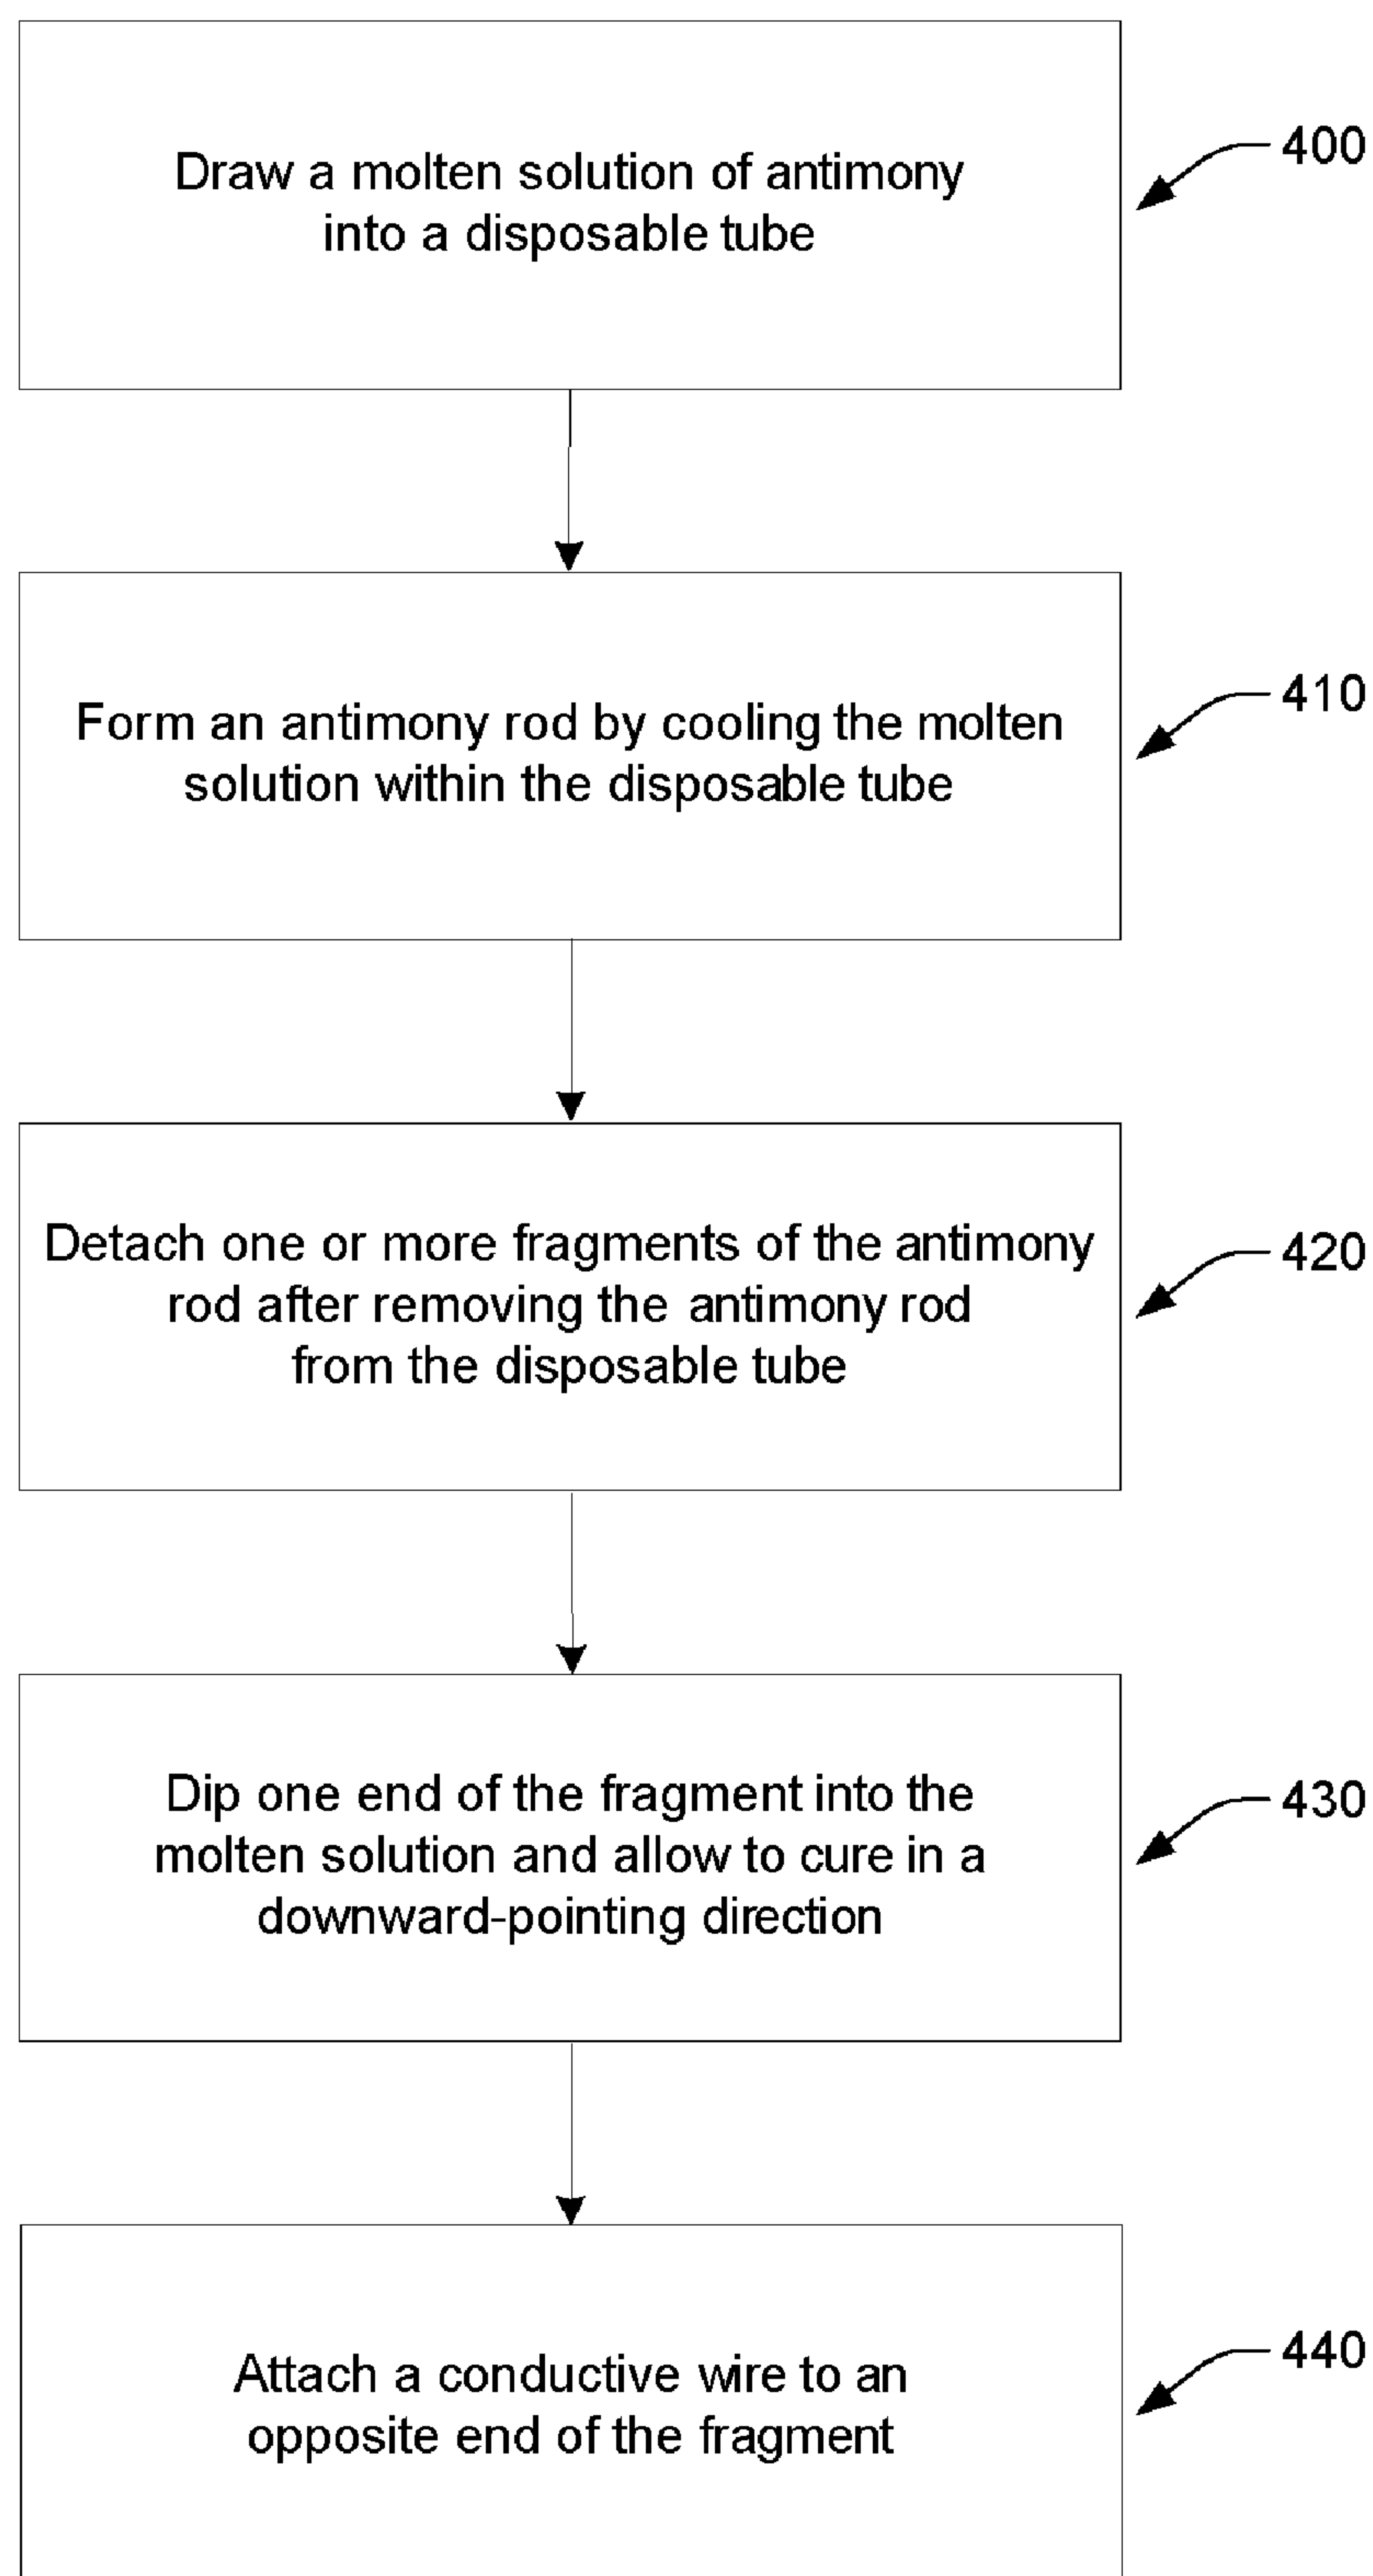 Draw a molten solution of antimony
into a disposable tube
400
Form an antimony rod by cooling the molten
solution within the disposable tube
410
Detach one or more fragments of the antimony
rod after removing the antimony rod
from the disposable tube
420
Dip one end of the fragment into the
molten solution and allow to cure in a
downward-pointing direction
430
Attach a conductive wire to an
opposite end of the fragment
440